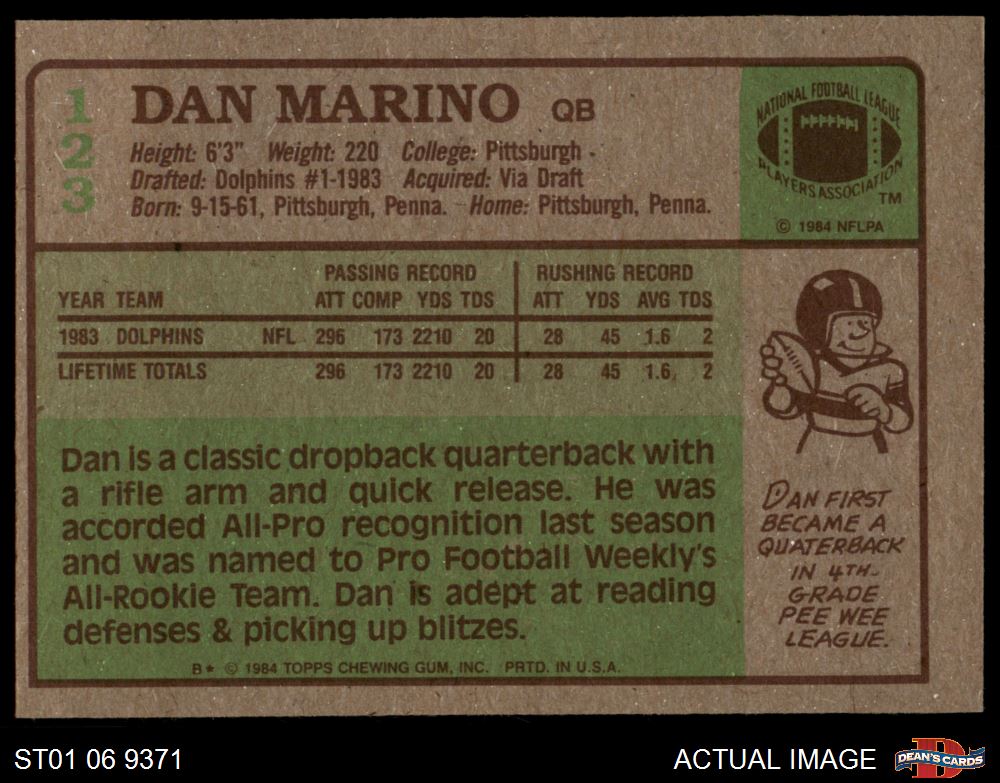 123
DAN MARINO QB
Height: 6'3" Weight: 220 College: Pittsburgh
Drafted: Dolphins #1-1983 Acquired: Via Draft
Born: 9-15-61, Pittsburgh, Penna. Home: Pittsburgh, Penna.
NATIONAL FOOTBALL LEAGUE
PLAYERS ASSOCIATION
TM
© 1984 NFLPA
PASSING RECORD RUSHING RECORD
YEAR TEAM ATT COMP YDS TDS ATT YDS AVG TDS
1983 DOLPHINS NFL 296 173 2210 20 28 45 1.6 2
LIFETIME TOTALS 296 173 2210 20 28 45 1.6 2
Dan is a classic dropback quarterback with
a rifle arm and quick release. He was
accorded All-Pro recognition last season
and was named to Pro Football Weekly's
All-Rookie Team. Dan is adept at reading
defenses & picking up blitzes.
B* © 1984 TOPPS CHEWING GUM, INC. PRTD. IN U.S.A.
DAN FIRST
BECAME A
QUATERBACK
IN 4TH-
GRADE
PEE WEE
LEAGUE.
ST01 06 9371
ACTUAL IMAGE
D
DEAN'S CARDS